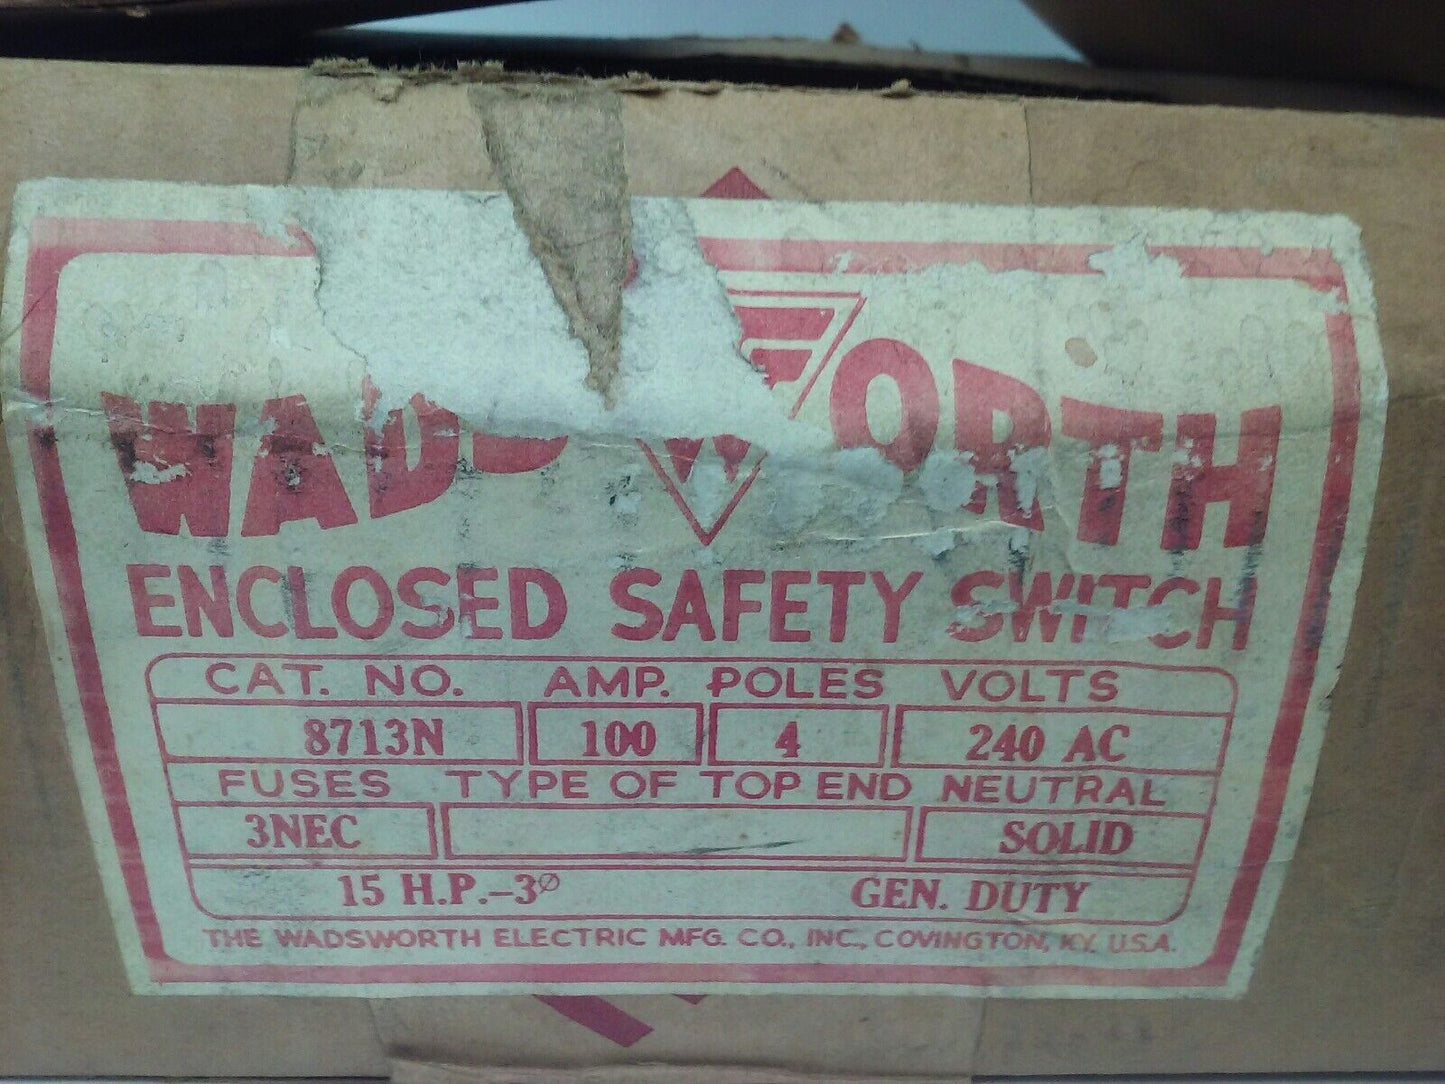 WADSWORTH
ENCLOSED SAFETY SWITCH
CAT. NO. AMP. POLES VOLTS
8713N 100 4 240 AC
FUSES TYPE OF TOP END NEUTRAL
3NEC SOLID
15 H.P.-3ø GEN. DUTY
THE WADSWORTH ELECTRIC MFG. CO., INC., COVINGTON, KY. U.S.A.